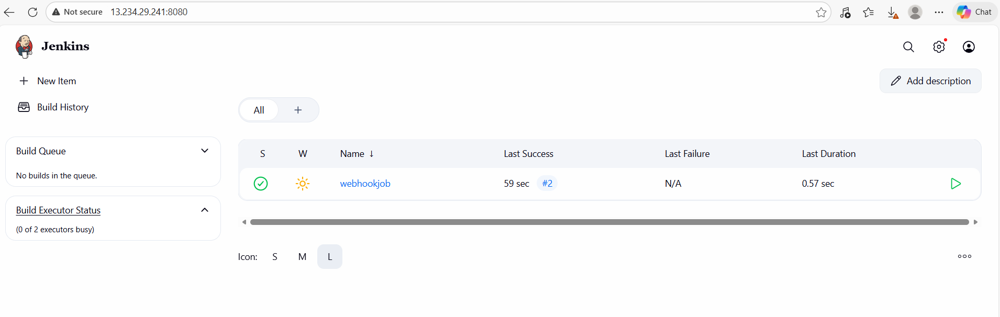 Not secure 13.234.29.241:8080
Chat
Jenkins
New Item
Add description
Build History
All +
Build Queue
No builds in the queue.
Build Executor Status
(0 of 2 executors busy)
S W Name ↓ Last Success Last Failure Last Duration
webhookjob 59 sec #2 N/A 0.57 sec
Icon: S M L